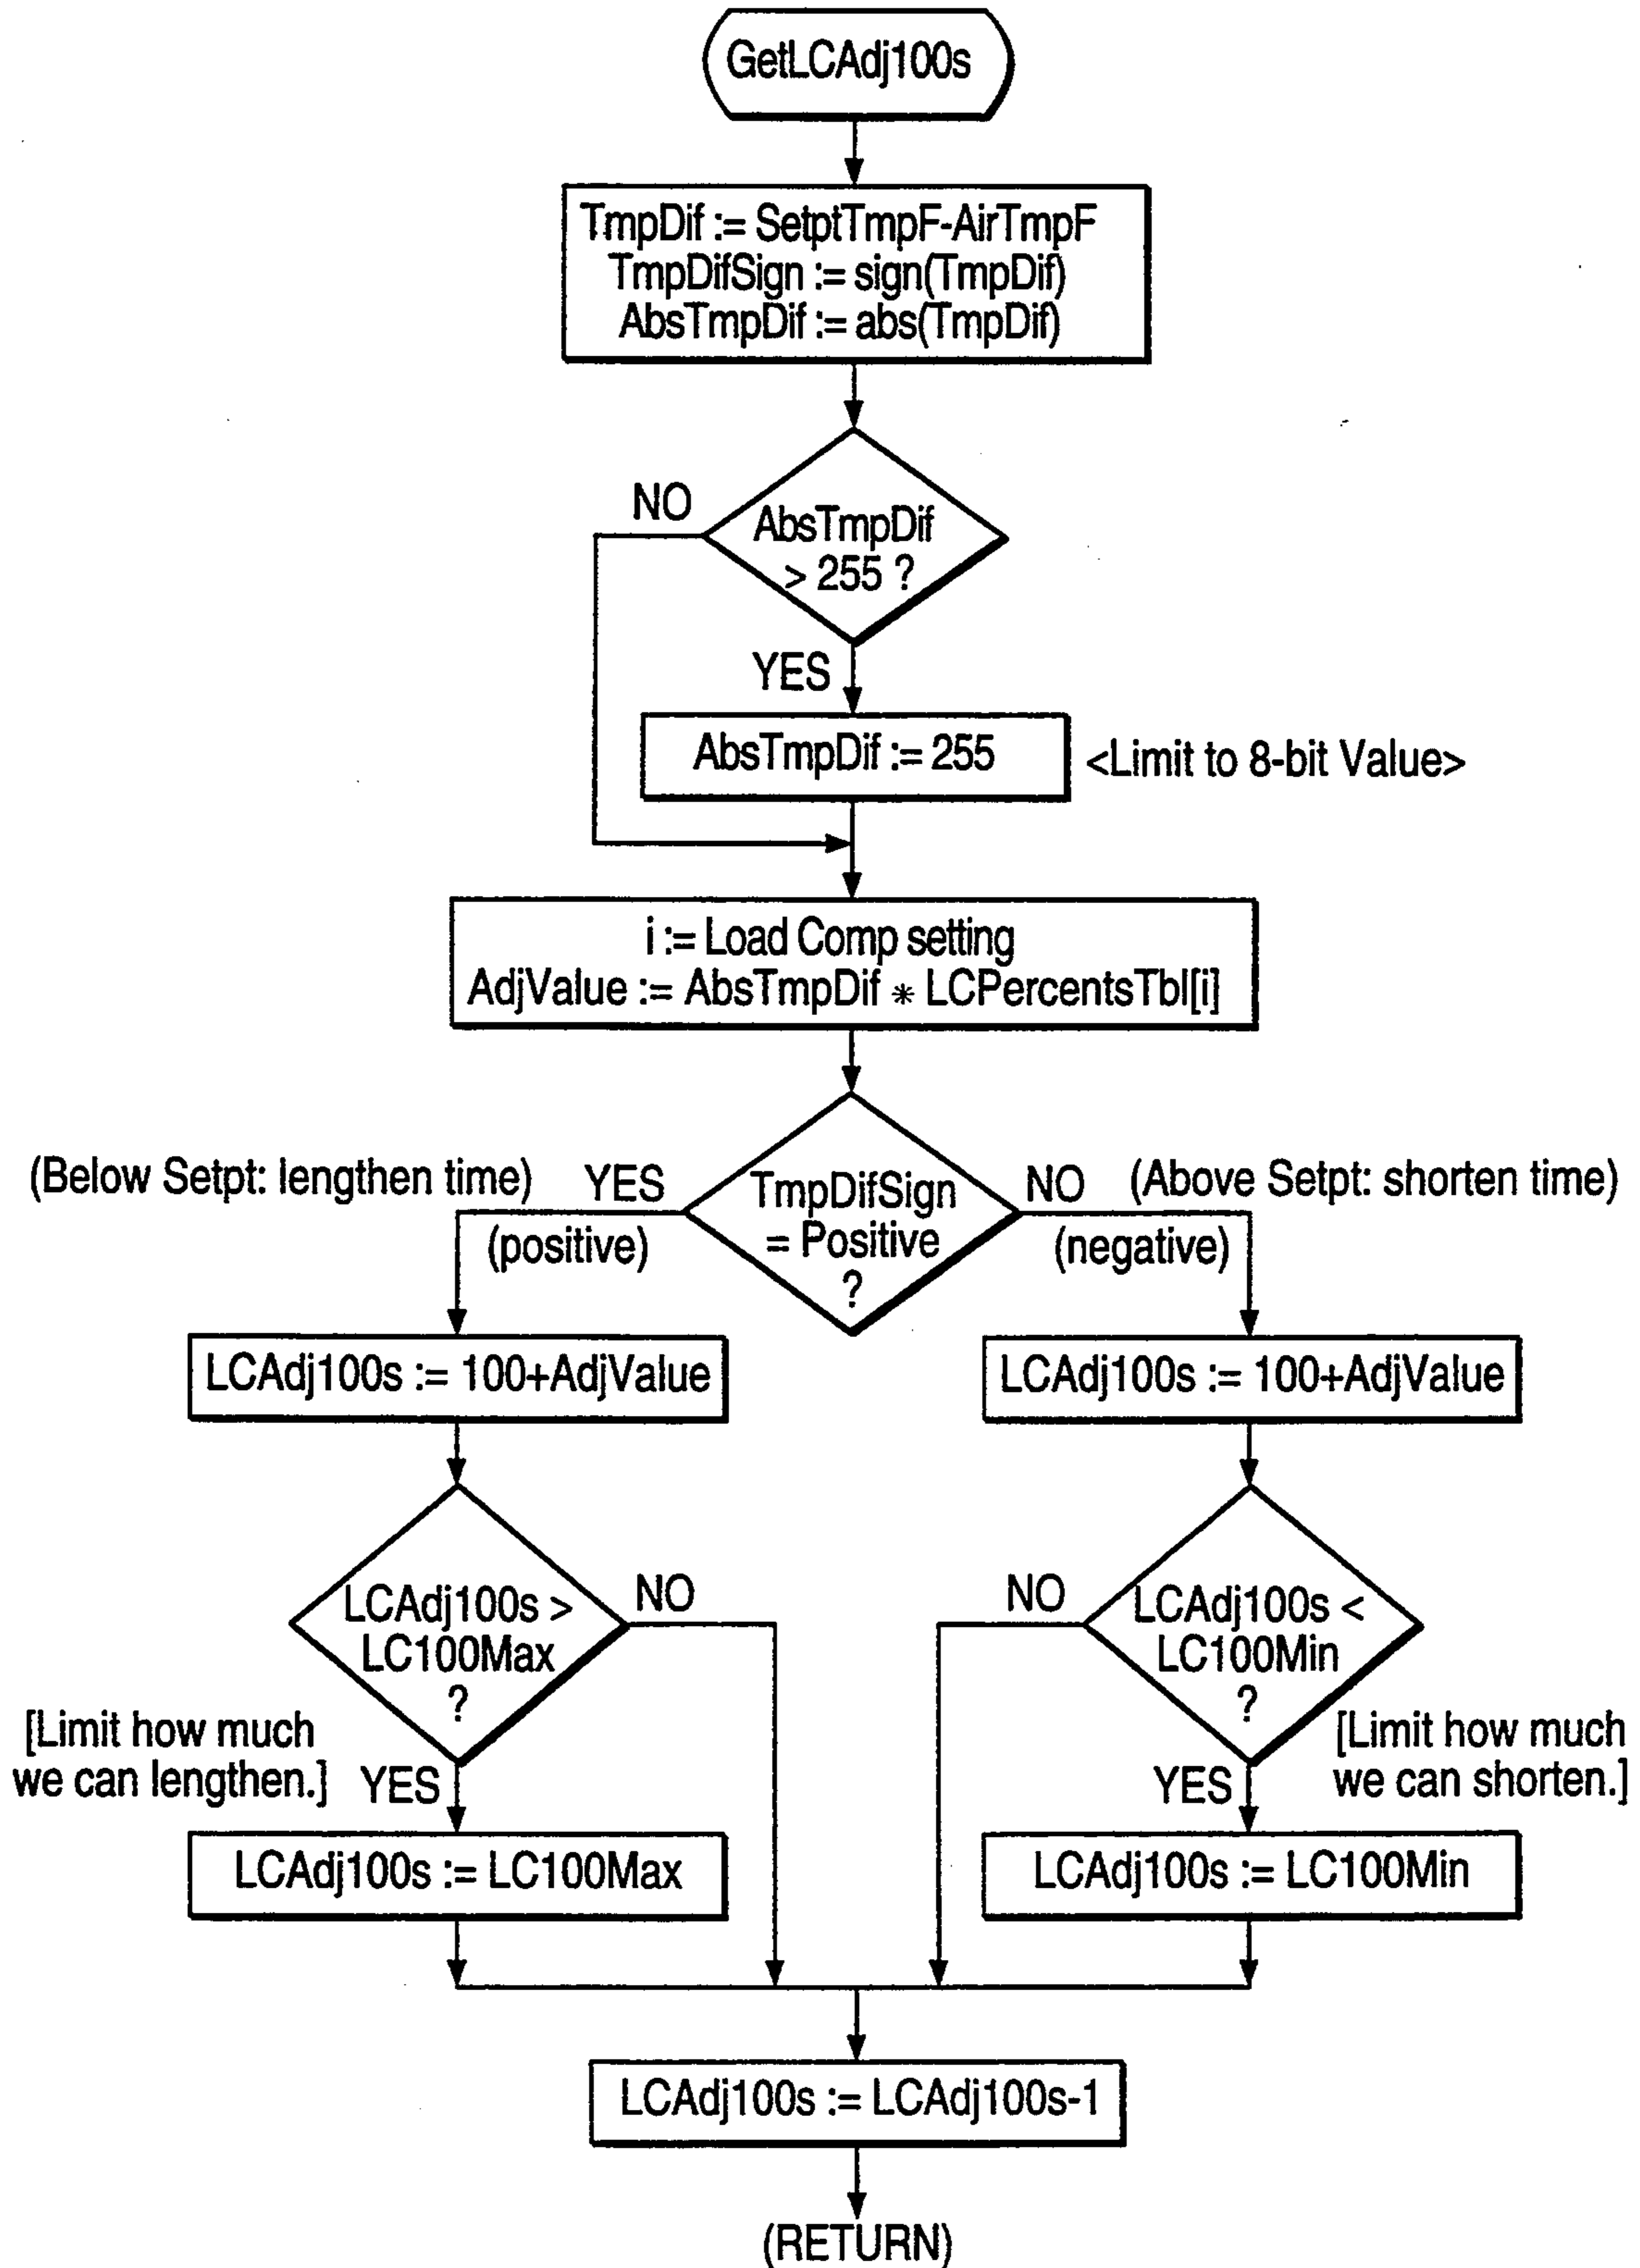 GetLCAdj100s
TmpDif := SetptTmpF-AirTmpF
TmpDifSign := sign(TmpDif)
AbsTmpDif := abs(TmpDif)
NO
AbsTmpDif
> 255 ?
YES
AbsTmpDif := 255
<Limit to 8-bit Value>
i := Load Comp setting
AdjValue := AbsTmpDif * LCPercentsTbl[i]
(Below Setpt: lengthen time)
YES
(positive)
TmpDifSign
= Positive
?
NO
(Above Setpt: shorten time)
(negative)
LCAdj100s := 100+AdjValue
LCAdj100s := 100+AdjValue
LCAdj100s >
LC100Max
?
NO
NO
LCAdj100s <
LC100Min
?
[Limit how much
we can lengthen.]
YES
YES
[Limit how much
we can shorten.]
LCAdj100s := LC100Max
LCAdj100s := LC100Min
LCAdj100s := LCAdj100s-1
(RETURN)